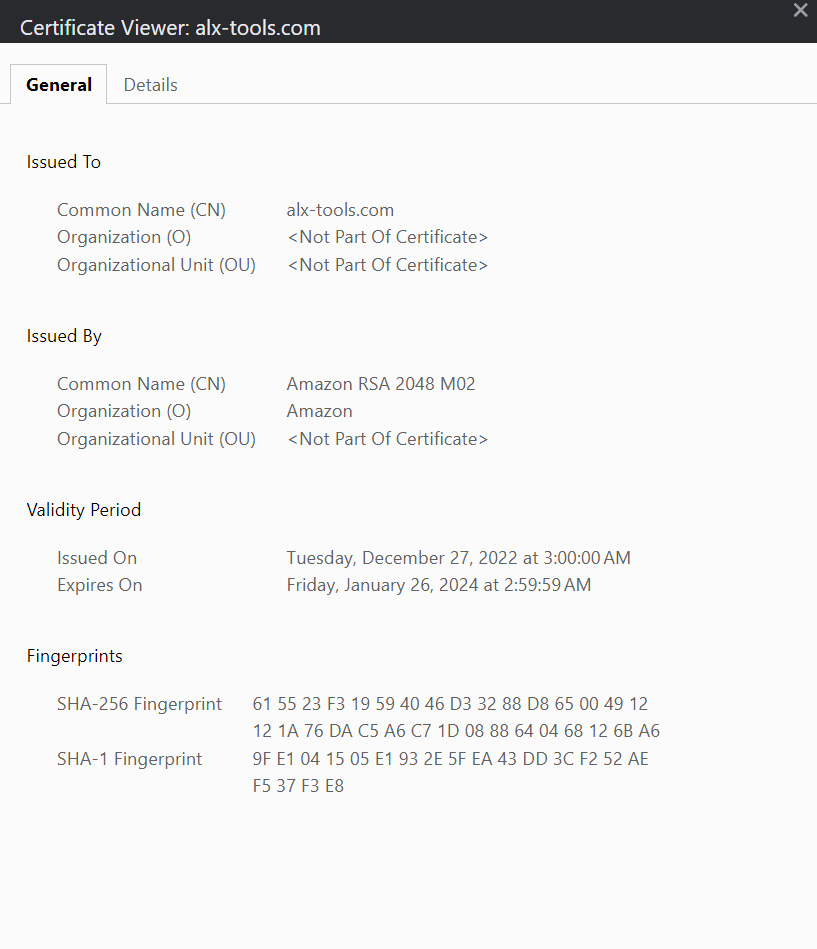 Certificate Viewer: alx-tools.com
General Details
Issued To
Common Name (CN) alx-tools.com
Organization (O) <Not Part Of Certificate>
Organizational Unit (OU) <Not Part Of Certificate>
Issued By
Common Name (CN) Amazon RSA 2048 M02
Organization (O) Amazon
Organizational Unit (OU) <Not Part Of Certificate>
Validity Period
Issued On Tuesday, December 27, 2022 at 3:00:00 AM
Expires On Friday, January 26, 2024 at 2:59:59 AM
Fingerprints
SHA-256 Fingerprint 61 55 23 F3 19 59 40 46 D3 32 88 D8 65 00 49 12
12 1A 76 DA C5 A6 C7 1D 08 88 64 04 68 12 6B A6
SHA-1 Fingerprint 9F E1 04 15 05 E1 93 2E 5F EA 43 DD 3C F2 52 AE
F5 37 F3 E8